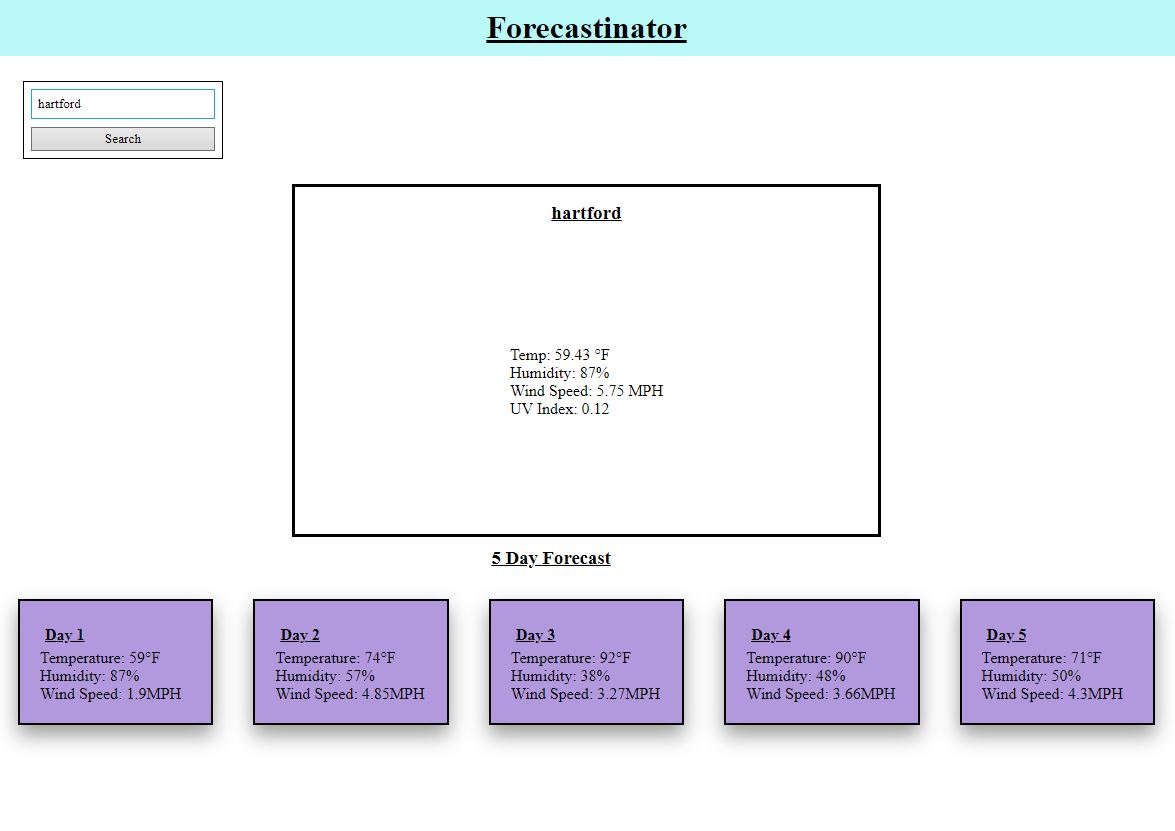 Forecastinator
hartford
Search
hartford
Temp: 59.43 °F
Humidity: 87%
Wind Speed: 5.75 MPH
UV Index: 0.12
5 Day Forecast
Day 1
Temperature: 59°F
Humidity: 87%
Wind Speed: 1.9MPH
Day 2
Temperature: 74°F
Humidity: 57%
Wind Speed: 4.85MPH
Day 3
Temperature: 92°F
Humidity: 38%
Wind Speed: 3.27MPH
Day 4
Temperature: 90°F
Humidity: 48%
Wind Speed: 3.66MPH
Day 5
Temperature: 71°F
Humidity: 50%
Wind Speed: 4.3MPH